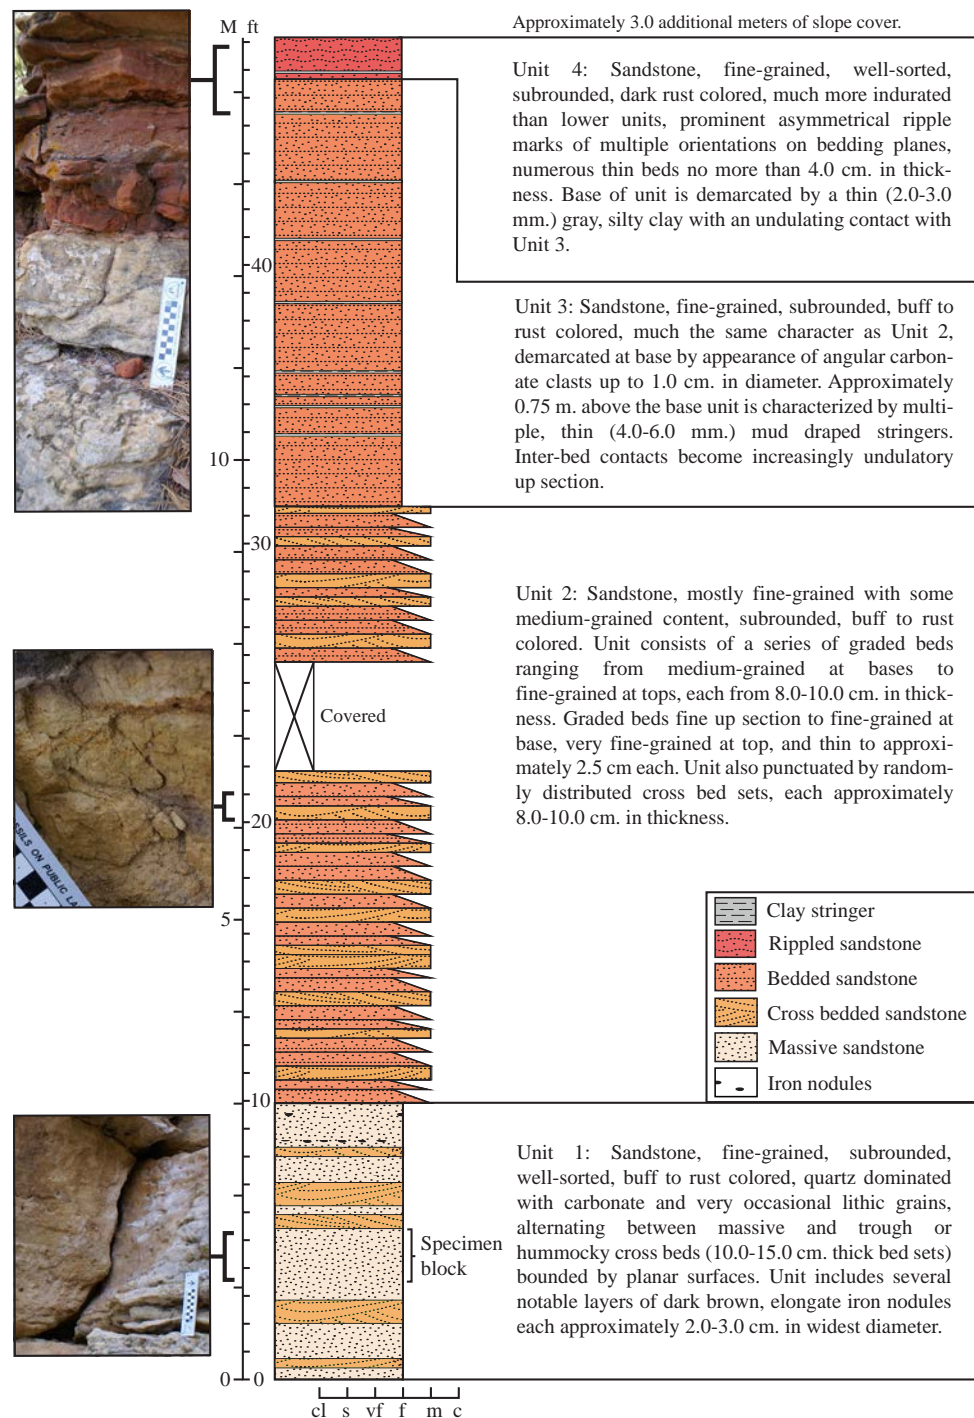 Approximately 3.0 additional meters of slope cover.
M ft
Unit 4: Sandstone, fine-grained, well-sorted,
subrounded, dark rust colored, much more indurated
than lower units, prominent asymmetrical ripple
marks of multiple orientations on bedding planes,
numerous thin beds no more than 4.0 cm. in thick-
ness. Base of unit is demarcated by a thin (2.0-3.0
mm.) gray, silty clay with an undulating contact with
Unit 3.
40
Unit 3: Sandstone, fine-grained, subrounded, buff to
rust colored, much the same character as Unit 2,
demarcated at base by appearance of angular carbon-
ate clasts up to 1.0 cm. in diameter. Approximately
0.75 m. above the base unit is characterized by multi-
ple, thin (4.0-6.0 mm.) mud draped stringers.
Inter-bed contacts become increasingly undulatory
up section.
10
30
Unit 2: Sandstone, mostly fine-grained with some
medium-grained content, subrounded, buff to rust
colored. Unit consists of a series of graded beds
ranging from medium-grained at bases to
fine-grained at tops, each from 8.0-10.0 cm. in thick-
ness. Graded beds fine up section to fine-grained at
base, very fine-grained at top, and thin to approxi-
mately 2.5 cm each. Unit also punctuated by random-
ly distributed cross bed sets, each approximately
8.0-10.0 cm. in thickness.
Covered
20
SSILS ON PUBLIC LA
5
Clay stringer
Rippled sandstone
Bedded sandstone
Cross bedded sandstone
Massive sandstone
Iron nodules
10
Unit 1: Sandstone, fine-grained, subrounded,
well-sorted, buff to rust colored, quartz dominated
with carbonate and very occasional lithic grains,
alternating between massive and trough or
hummocky cross beds (10.0-15.0 cm. thick bed sets)
bounded by planar surfaces. Unit includes several
notable layers of dark brown, elongate iron nodules
each approximately 2.0-3.0 cm. in widest diameter.
Specimen
block
0 0
cl s vf f m c